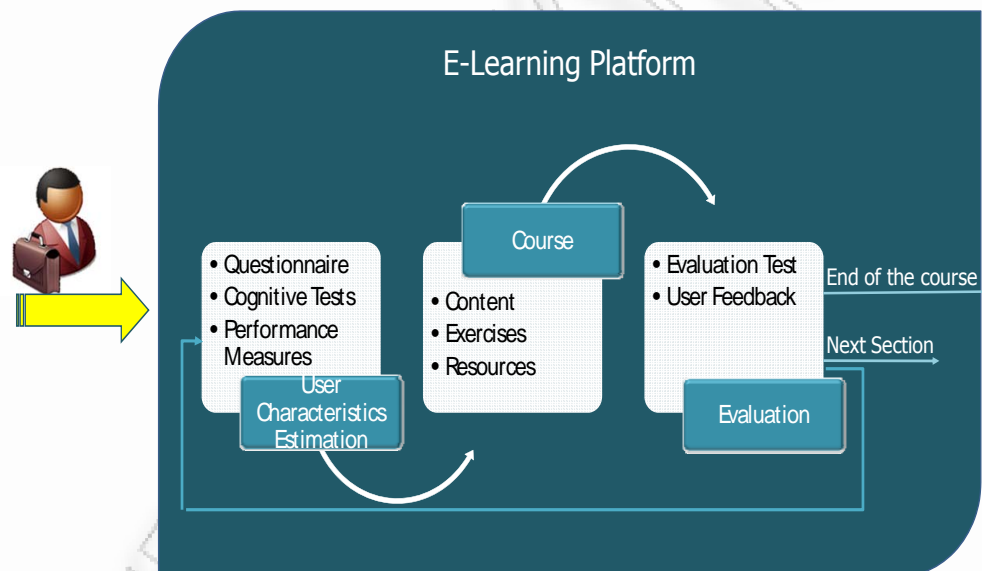 E-Learning Platform
• Questionnaire
• Cognitive Tests
• Performance
Measures
User
Characteristics
Estimation
Course
• Content
• Exercises
• Resources
• Evaluation Test
• User Feedback
Evaluation
End of the course
Next Section